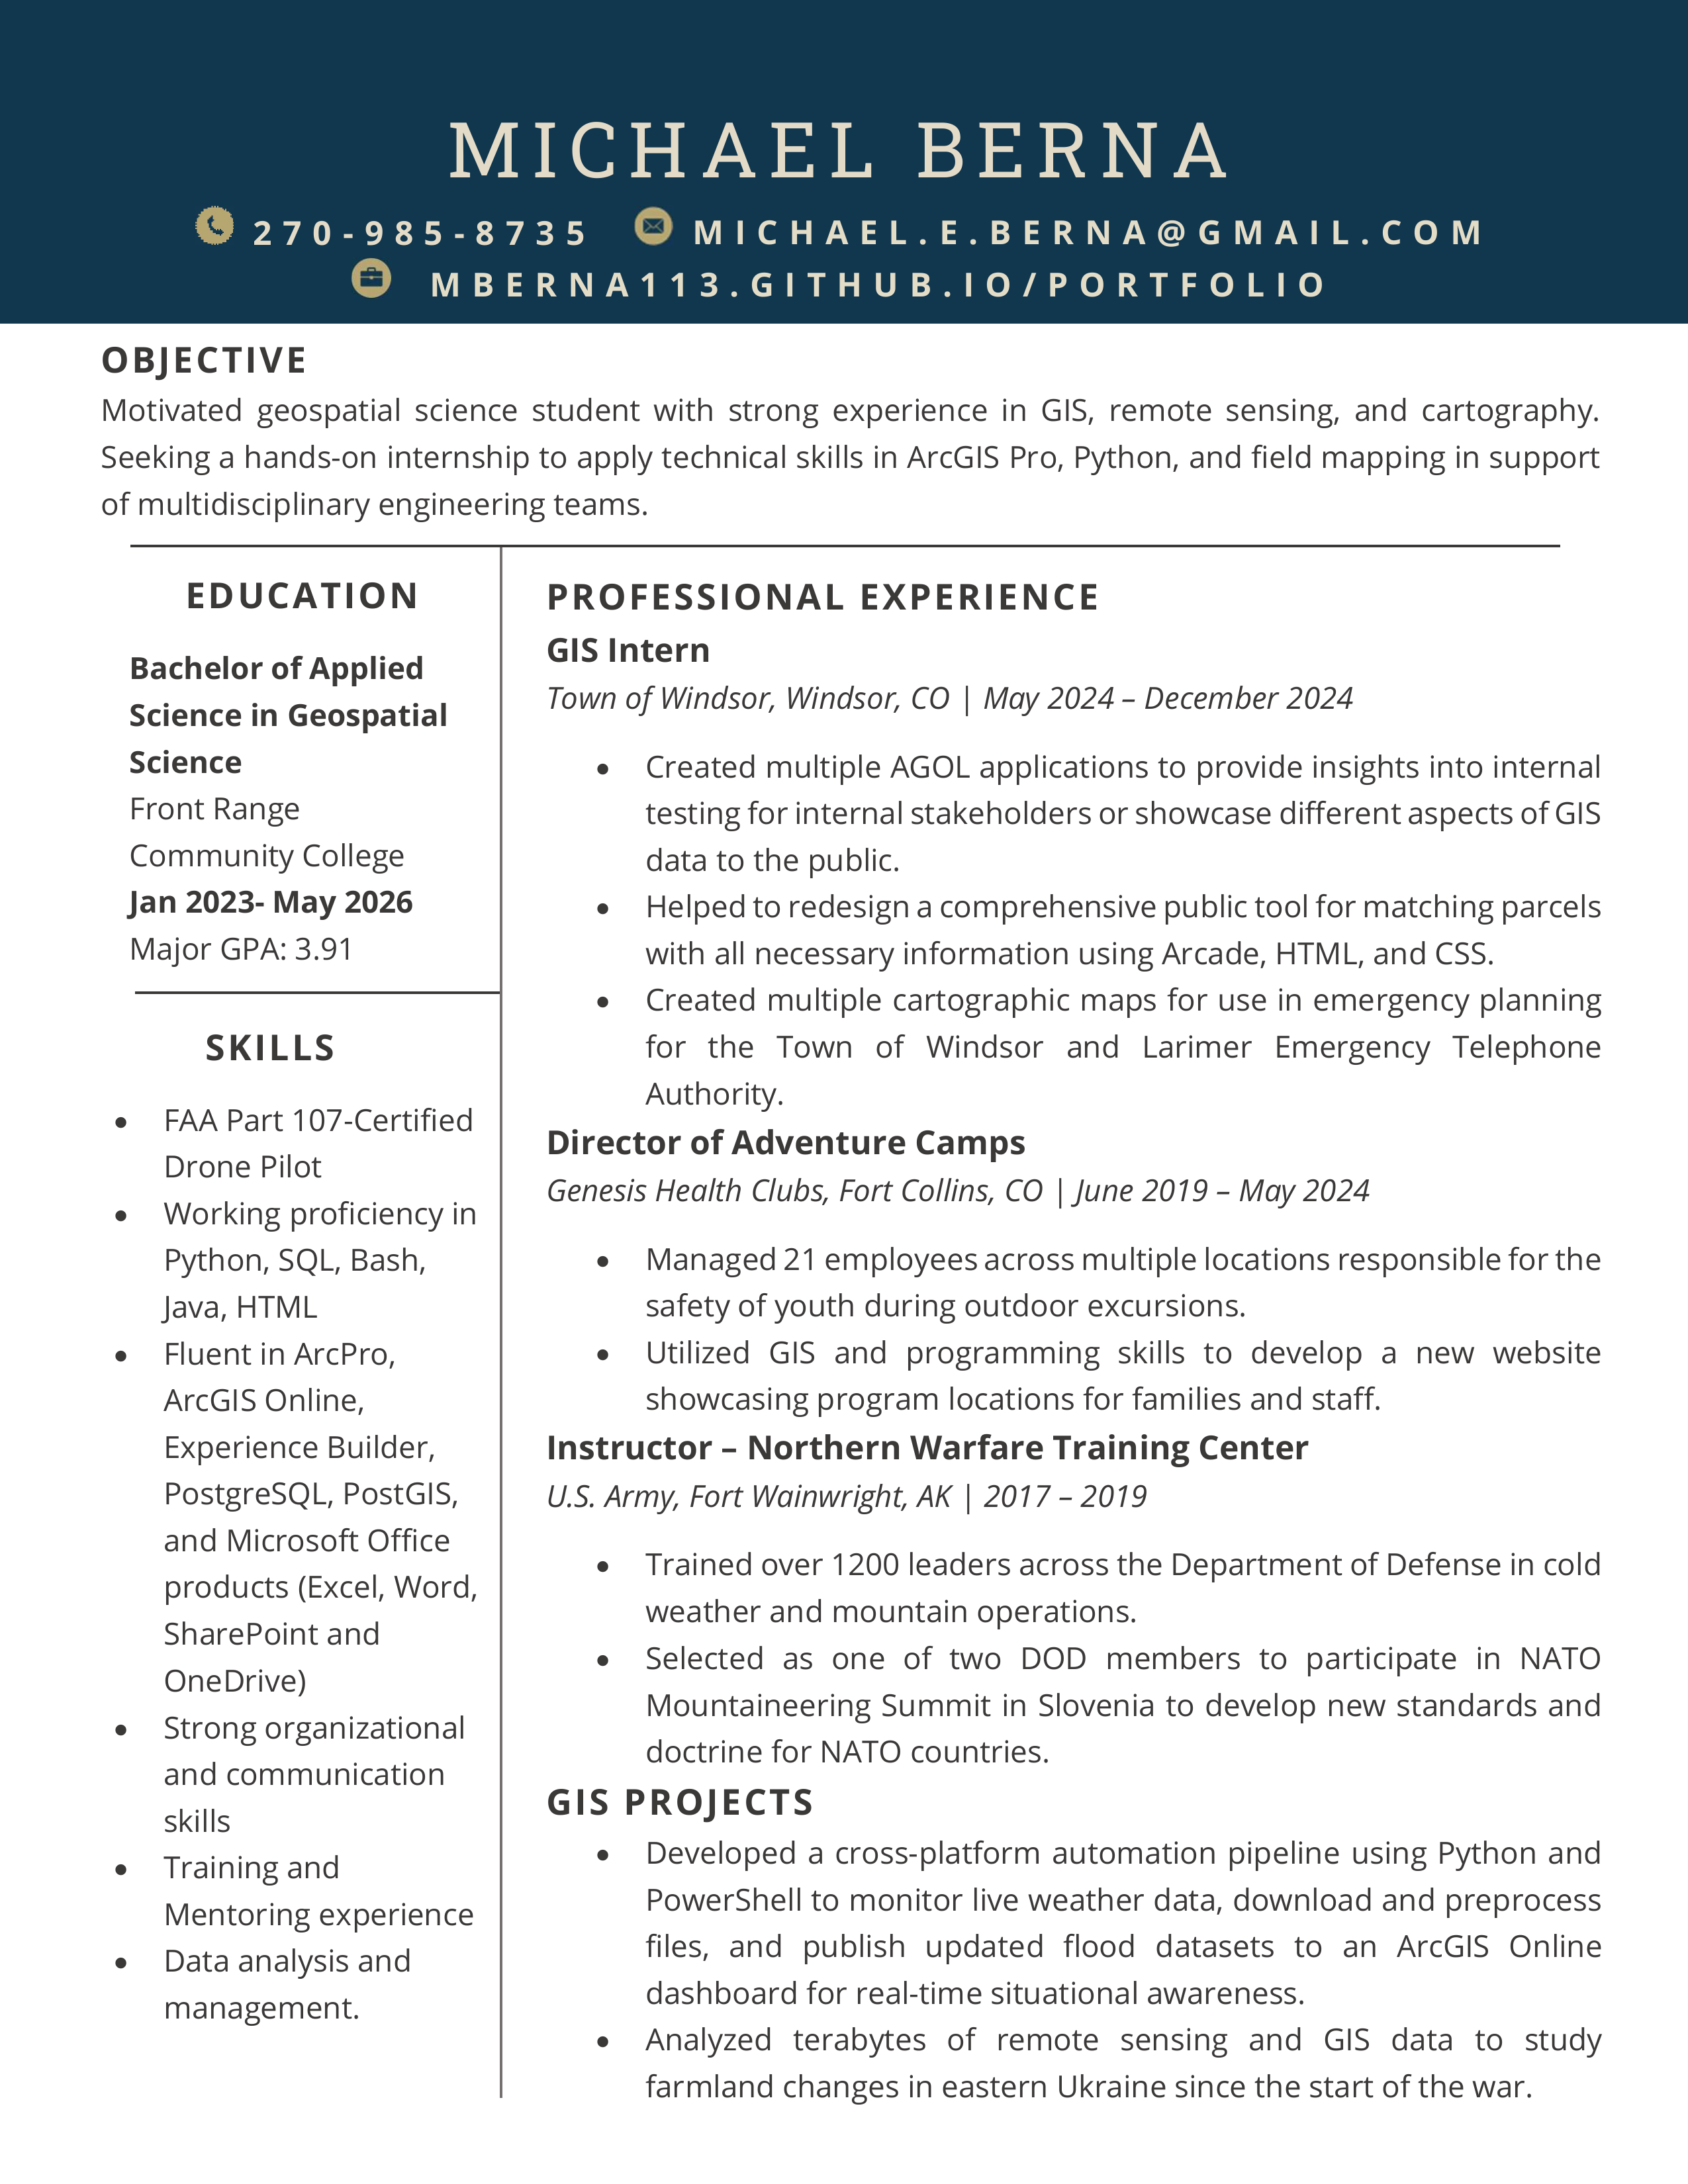 MICHAEL BERNA
270-985-8735 MICHAEL.E.BERNA@GMAIL.COM
MBERNA113.GITHUB.IO/PORTFOLIO
OBJECTIVE
Motivated geospatial science student with strong experience in GIS, remote sensing, and cartography.
Seeking a hands-on internship to apply technical skills in ArcGIS Pro, Python, and field mapping in support
of multidisciplinary engineering teams.
EDUCATION
Bachelor of Applied
Science in Geospatial
Science
Front Range
Community College
Jan 2023- May 2026
Major GPA: 3.91
SKILLS
• FAA Part 107-Certified
Drone Pilot
• Working proficiency in
Python, SQL, Bash,
Java, HTML
• Fluent in ArcPro,
ArcGIS Online,
Experience Builder,
PostgreSQL, PostGIS,
and Microsoft Office
products (Excel, Word,
SharePoint and
OneDrive)
• Strong organizational
and communication
skills
• Training and
Mentoring experience
• Data analysis and
management.
PROFESSIONAL EXPERIENCE
GIS Intern
Town of Windsor, Windsor, CO | May 2024 – December 2024
• Created multiple AGOL applications to provide insights into internal
testing for internal stakeholders or showcase different aspects of GIS
data to the public.
• Helped to redesign a comprehensive public tool for matching parcels
with all necessary information using Arcade, HTML, and CSS.
• Created multiple cartographic maps for use in emergency planning
for the Town of Windsor and Larimer Emergency Telephone
Authority.
Director of Adventure Camps
Genesis Health Clubs, Fort Collins, CO | June 2019 – May 2024
• Managed 21 employees across multiple locations responsible for the
safety of youth during outdoor excursions.
• Utilized GIS and programming skills to develop a new website
showcasing program locations for families and staff.
Instructor – Northern Warfare Training Center
U.S. Army, Fort Wainwright, AK | 2017 – 2019
• Trained over 1200 leaders across the Department of Defense in cold
weather and mountain operations.
• Selected as one of two DOD members to participate in NATO
Mountaineering Summit in Slovenia to develop new standards and
doctrine for NATO countries.
GIS PROJECTS
• Developed a cross-platform automation pipeline using Python and
PowerShell to monitor live weather data, download and preprocess
files, and publish updated flood datasets to an ArcGIS Online
dashboard for real-time situational awareness.
• Analyzed terabytes of remote sensing and GIS data to study
farmland changes in eastern Ukraine since the start of the war.